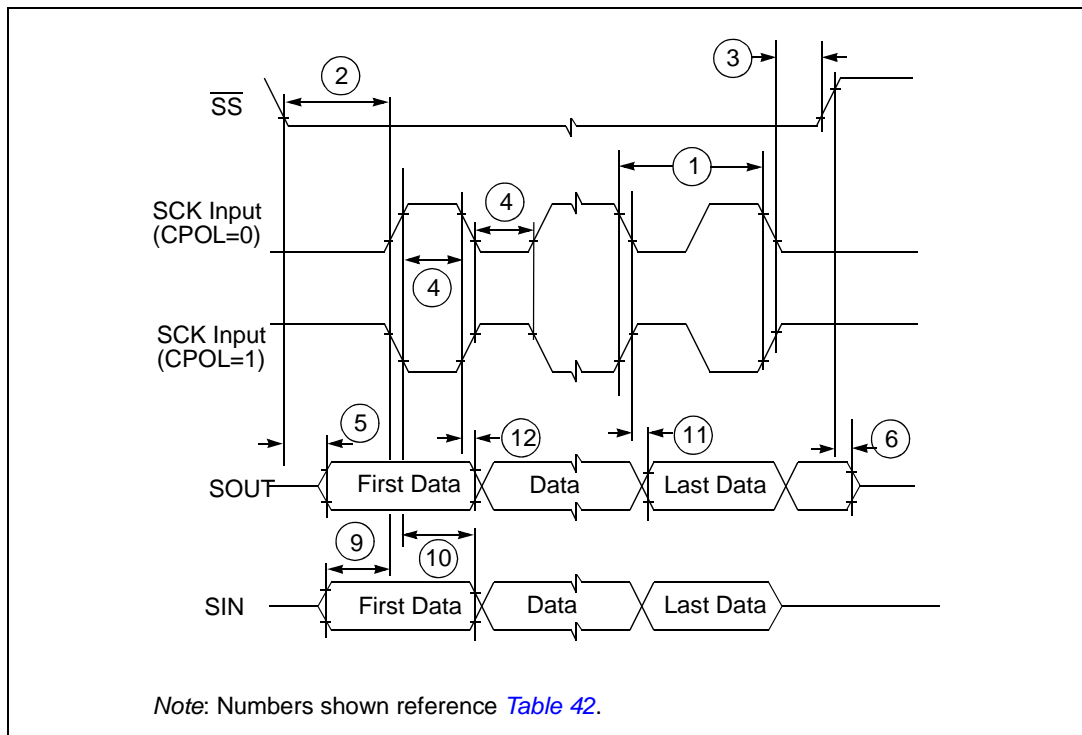 3
2
SS
1
SCK Input
(CPOL=0)
4
4
SCK Input
(CPOL=1)
5
12
11
6
SOUT
First Data
Data
Last Data
9
10
SIN
First Data
Data
Last Data
Note: Numbers shown reference Table 42.